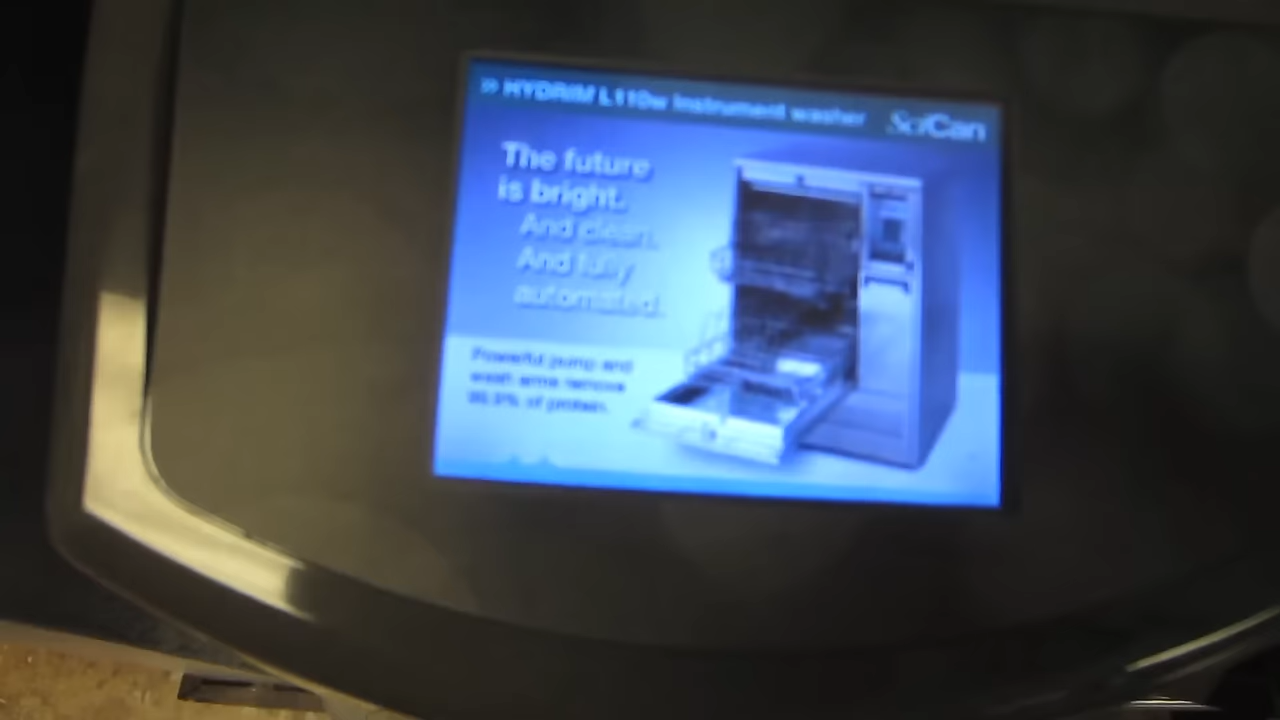 » HYDRIM L110w instrument washer
SciCan
The future
is bright.
And clean.
And fully
automated.
Powerful pump and
wash arms remove
99.9% of protein.